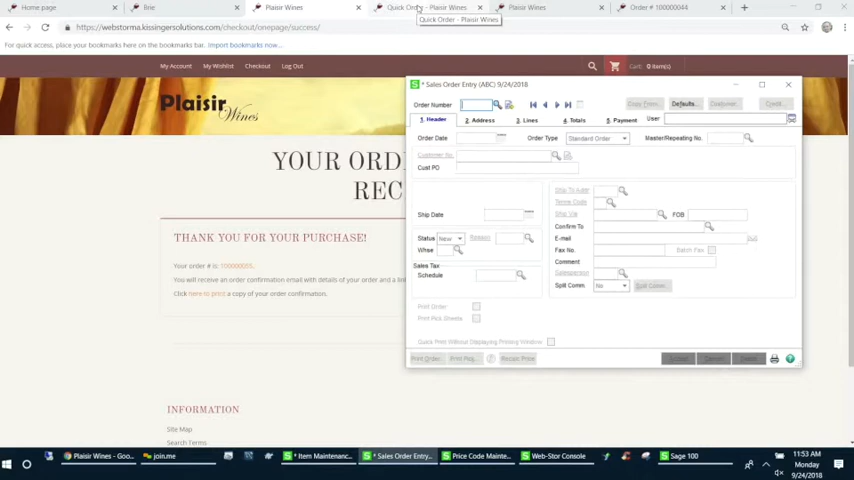 Home page
Brie
Plaisir Wines
Quick Order - Plaisir Wines
Plaisir Wines
Order # 100000044
Quick Order - Plaisir Wines
https://webstorma.kissingersolutions.com/checkout/onepage/success/
For quick access, place your bookmarks here on the bookmarks bar. Import bookmarks now...
My Account My Wishlist Checkout Log Out
Cart: 0 item(s)
Plaisir Wines
YOUR ORD
REC
THANK YOU FOR YOUR PURCHASE!
Your order # is: 100000055.
You will receive an order confirmation email with details of your order and a link
Click here to print a copy of your order confirmation.
INFORMATION
Site Map
Search Terms
* Sales Order Entry (ABC) 9/24/2018
Order Number
Copy From... Defaults... Customer... Credit...
1. Header 2. Address 3. Lines 4. Totals 5. Payment User
Order Date Order Type Standard Order Master/Repeating No.
Customer No.
Cust PO
Ship To Addr
Terms Code
Ship Date Ship Via FOB
Confirm To
Status New Reason E-mail
Whse Fax No. Batch Fax
Sales Tax Comment
Schedule Salesperson
Split Comm. No Split Comm...
Print Order
Print Pick Sheets
Quick Print Without Displaying Printing Window
Print Order... Print Pick... Recalc Price Accept Cancel Delete
Plaisir Wines - Goo...
join.me
* Item Maintenanc...
* Sales Order Entry...
Price Code Mainte...
Web-Stor Console
Sage 100
11:53 AM
Monday
9/24/2018